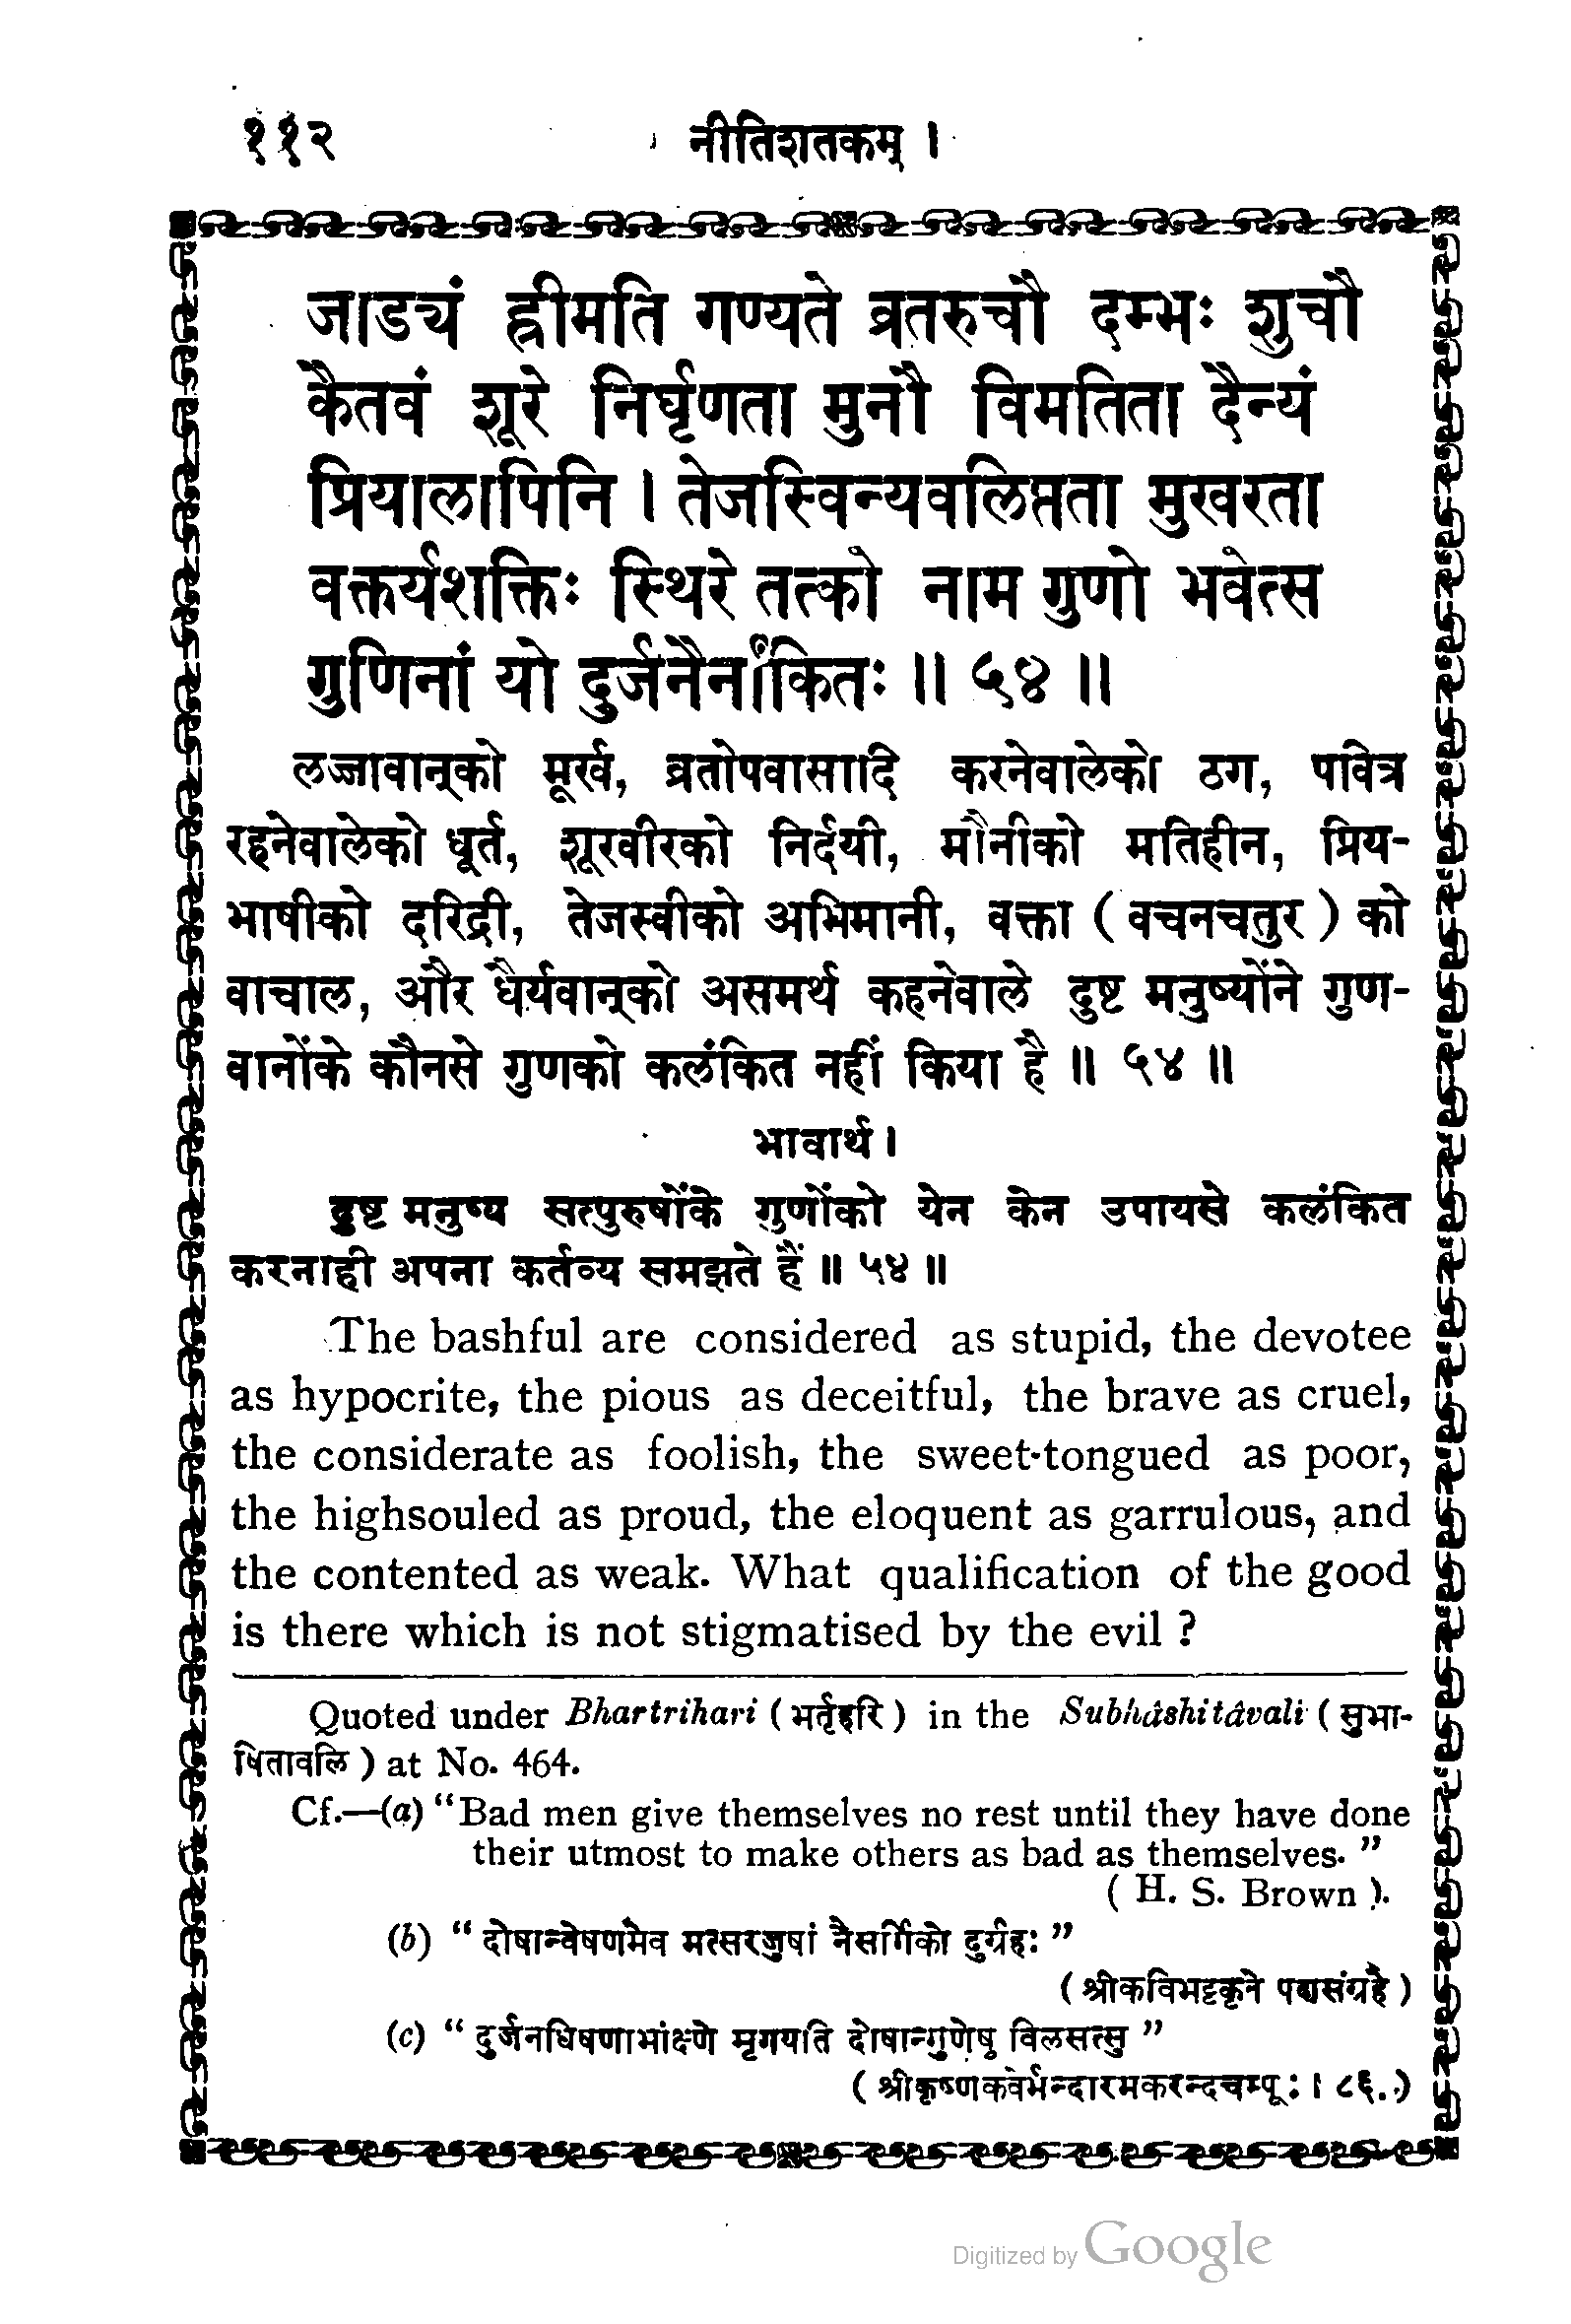 ११२ नीतिशतकम् ।
जाड्यं ह्रीमति गण्यते व्रतरुचौ दम्भः शुचौ
कैतवं शूरे निर्घृणता मुनौ विमतिता दैन्यं
प्रियालापिनि । तेजस्विन्यवलिप्तता मुखरता
वक्तर्यशक्तिः स्थिरे तत्को नाम गुणो भवेत्स
गुणिनां यो दुर्जनैर्नांकितः ॥ ५४ ॥
लज्जावान्‌को मूर्ख, व्रतोपवासाादि करनेवालेको ठग, पवित्र
रहनेवालेको धूर्त, शूरवीरको निर्दयी, मौनीको मतिहीन, प्रिय-
भाषीको दरिद्री, तेजस्वीको अभिमानी, वक्ता ( वचनचतुर ) को
वाचाल, और धैर्यवान्‌को असमर्थ कहनेवाले दुष्ट मनुष्योंने गुण-
वानोंके कौनसे गुणको कलंकित नहीं किया है ॥ ५४ ॥
भावार्थ ।
दुष्ट मनुष्य सत्पुरुषोंके गुणोंको येन केन उपायसे कलंकित
करनाही अपना कर्तव्य समझते हैं ॥ ५४ ॥
The bashful are considered as stupid, the devotee
as hypocrite, the pious as deceitful, the brave as cruel,
the considerate as foolish, the sweet-tongued as poor,
the highsouled as proud, the eloquent as garrulous, and
the contented as weak. What qualification of the good
is there which is not stigmatised by the evil ?
Quoted under Bhartrihari ( भर्तृहरि ) in the Subhâshitâvali ( सुभा-
षितावलि ) at No. 464.
Cf.—(a) “Bad men give themselves no rest until they have done
their utmost to make others as bad as themselves. ”
( H. S. Brown ).
(b) “ दोषान्वेषणमेव मत्सरजुषां नैसर्गिको दुर्ग्रहः ”
( श्रीकविभट्टकृने पद्यसंग्रहे )
(c) “ दुर्जनधिषणाभांक्ष्णे मृगयति दोषान्गुणेषु विलसत्सु ”
( श्रीकृष्णकवेर्मन्दारमकरन्दचम्पूः । ८६. )
Digitized by Google